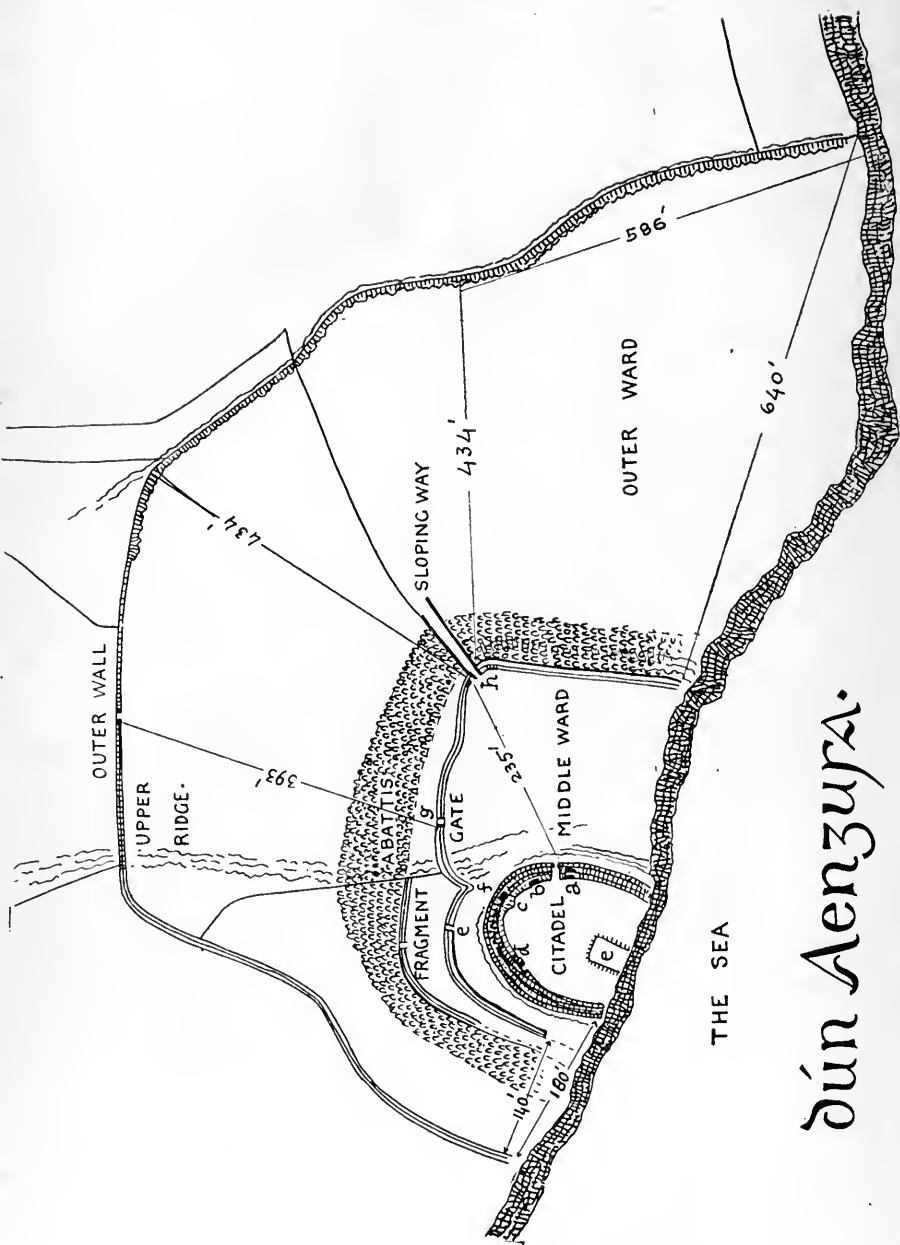 OUTER WALL
UPPER
RIDGE.
434'
393'
ABATTIS
SLOPING WAY
FRAGMENT
g
GATE
434'
e
f
h
586'
235'
c
b
d
a
CITADEL
MIDDLE WARD
140
180'
e
OUTER WARD
640'
THE SEA
Dún Aengusa.